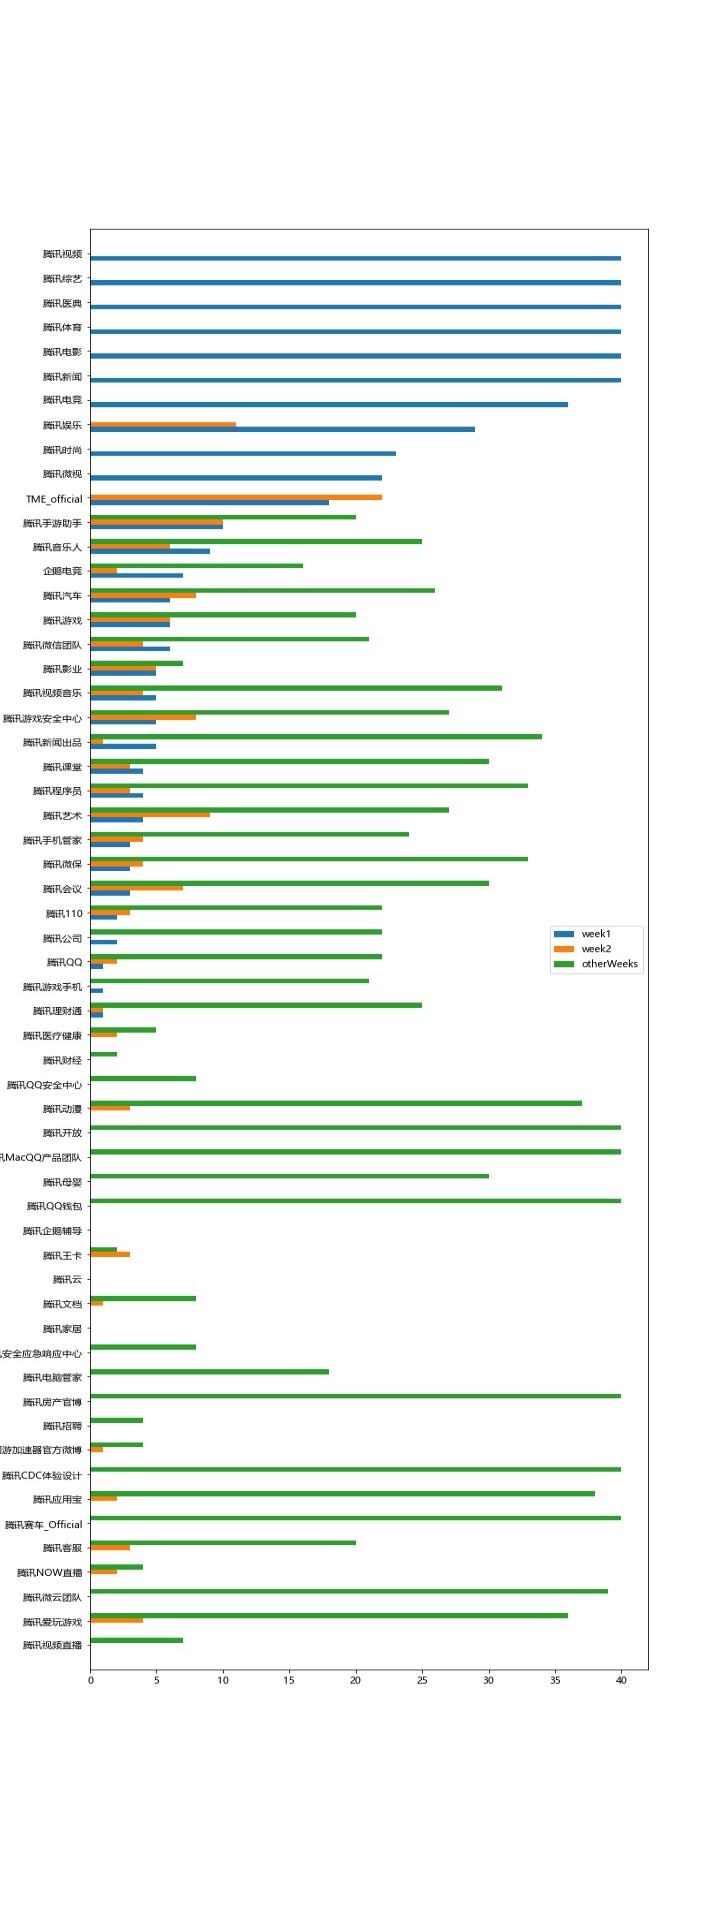 腾讯视频
腾讯综艺
腾讯医典
腾讯体育
腾讯电影
腾讯新闻
腾讯电竞
腾讯娱乐
腾讯时尚
腾讯微视
TME_official
腾讯手游助手
腾讯音乐人
企鹅电竞
腾讯汽车
腾讯游戏
腾讯微信团队
腾讯影业
腾讯视频音乐
腾讯游戏安全中心
腾讯新闻出品
腾讯课堂
腾讯程序员
腾讯艺术
腾讯手机管家
腾讯微保
腾讯会议
腾讯110
腾讯公司
week1
week2
otherWeeks
腾讯QQ
腾讯游戏手机
腾讯理财通
腾讯医疗健康
腾讯财经
腾讯QQ安全中心
腾讯动漫
腾讯开放
讯MacQQ产品团队
腾讯母婴
腾讯QQ钱包
腾讯企鹅辅导
腾讯王卡
腾讯云
腾讯文档
腾讯家居
安全应急响应中心
腾讯电脑管家
腾讯房产官博
腾讯招聘
游加速器官方微博
腾讯CDC体验设计
腾讯应用宝
腾讯赛车_Official
腾讯客服
腾讯NOW直播
腾讯微云团队
腾讯爱玩游戏
腾讯视频直播
0 5 10 15 20 25 30 35 40